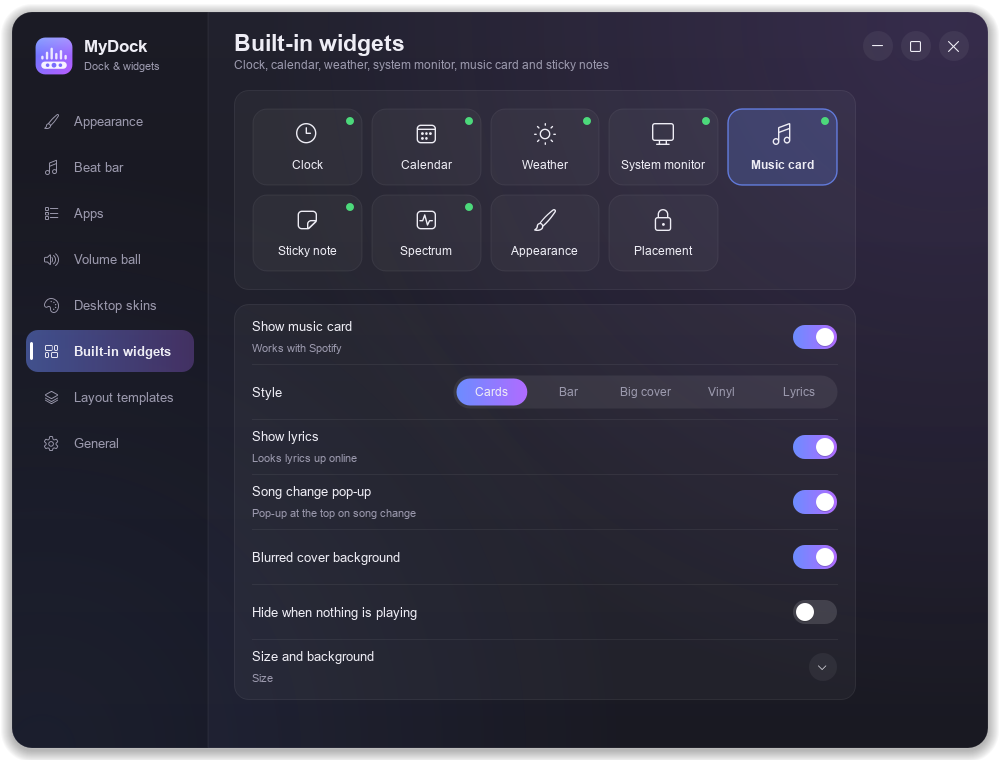 MyDock
Dock & widgets
Appearance
Beat bar
Apps
Volume ball
Desktop skins
Built-in widgets
Layout templates
General
Built-in widgets
Clock, calendar, weather, system monitor, music card and sticky notes
Clock
Calendar
Weather
System monitor
Music card
Sticky note
Spectrum
Appearance
Placement
Show music card
Works with Spotify
Style
Cards
Bar
Big cover
Vinyl
Lyrics
Show lyrics
Looks lyrics up online
Song change pop-up
Pop-up at the top on song change
Blurred cover background
Hide when nothing is playing
Size and background
Size